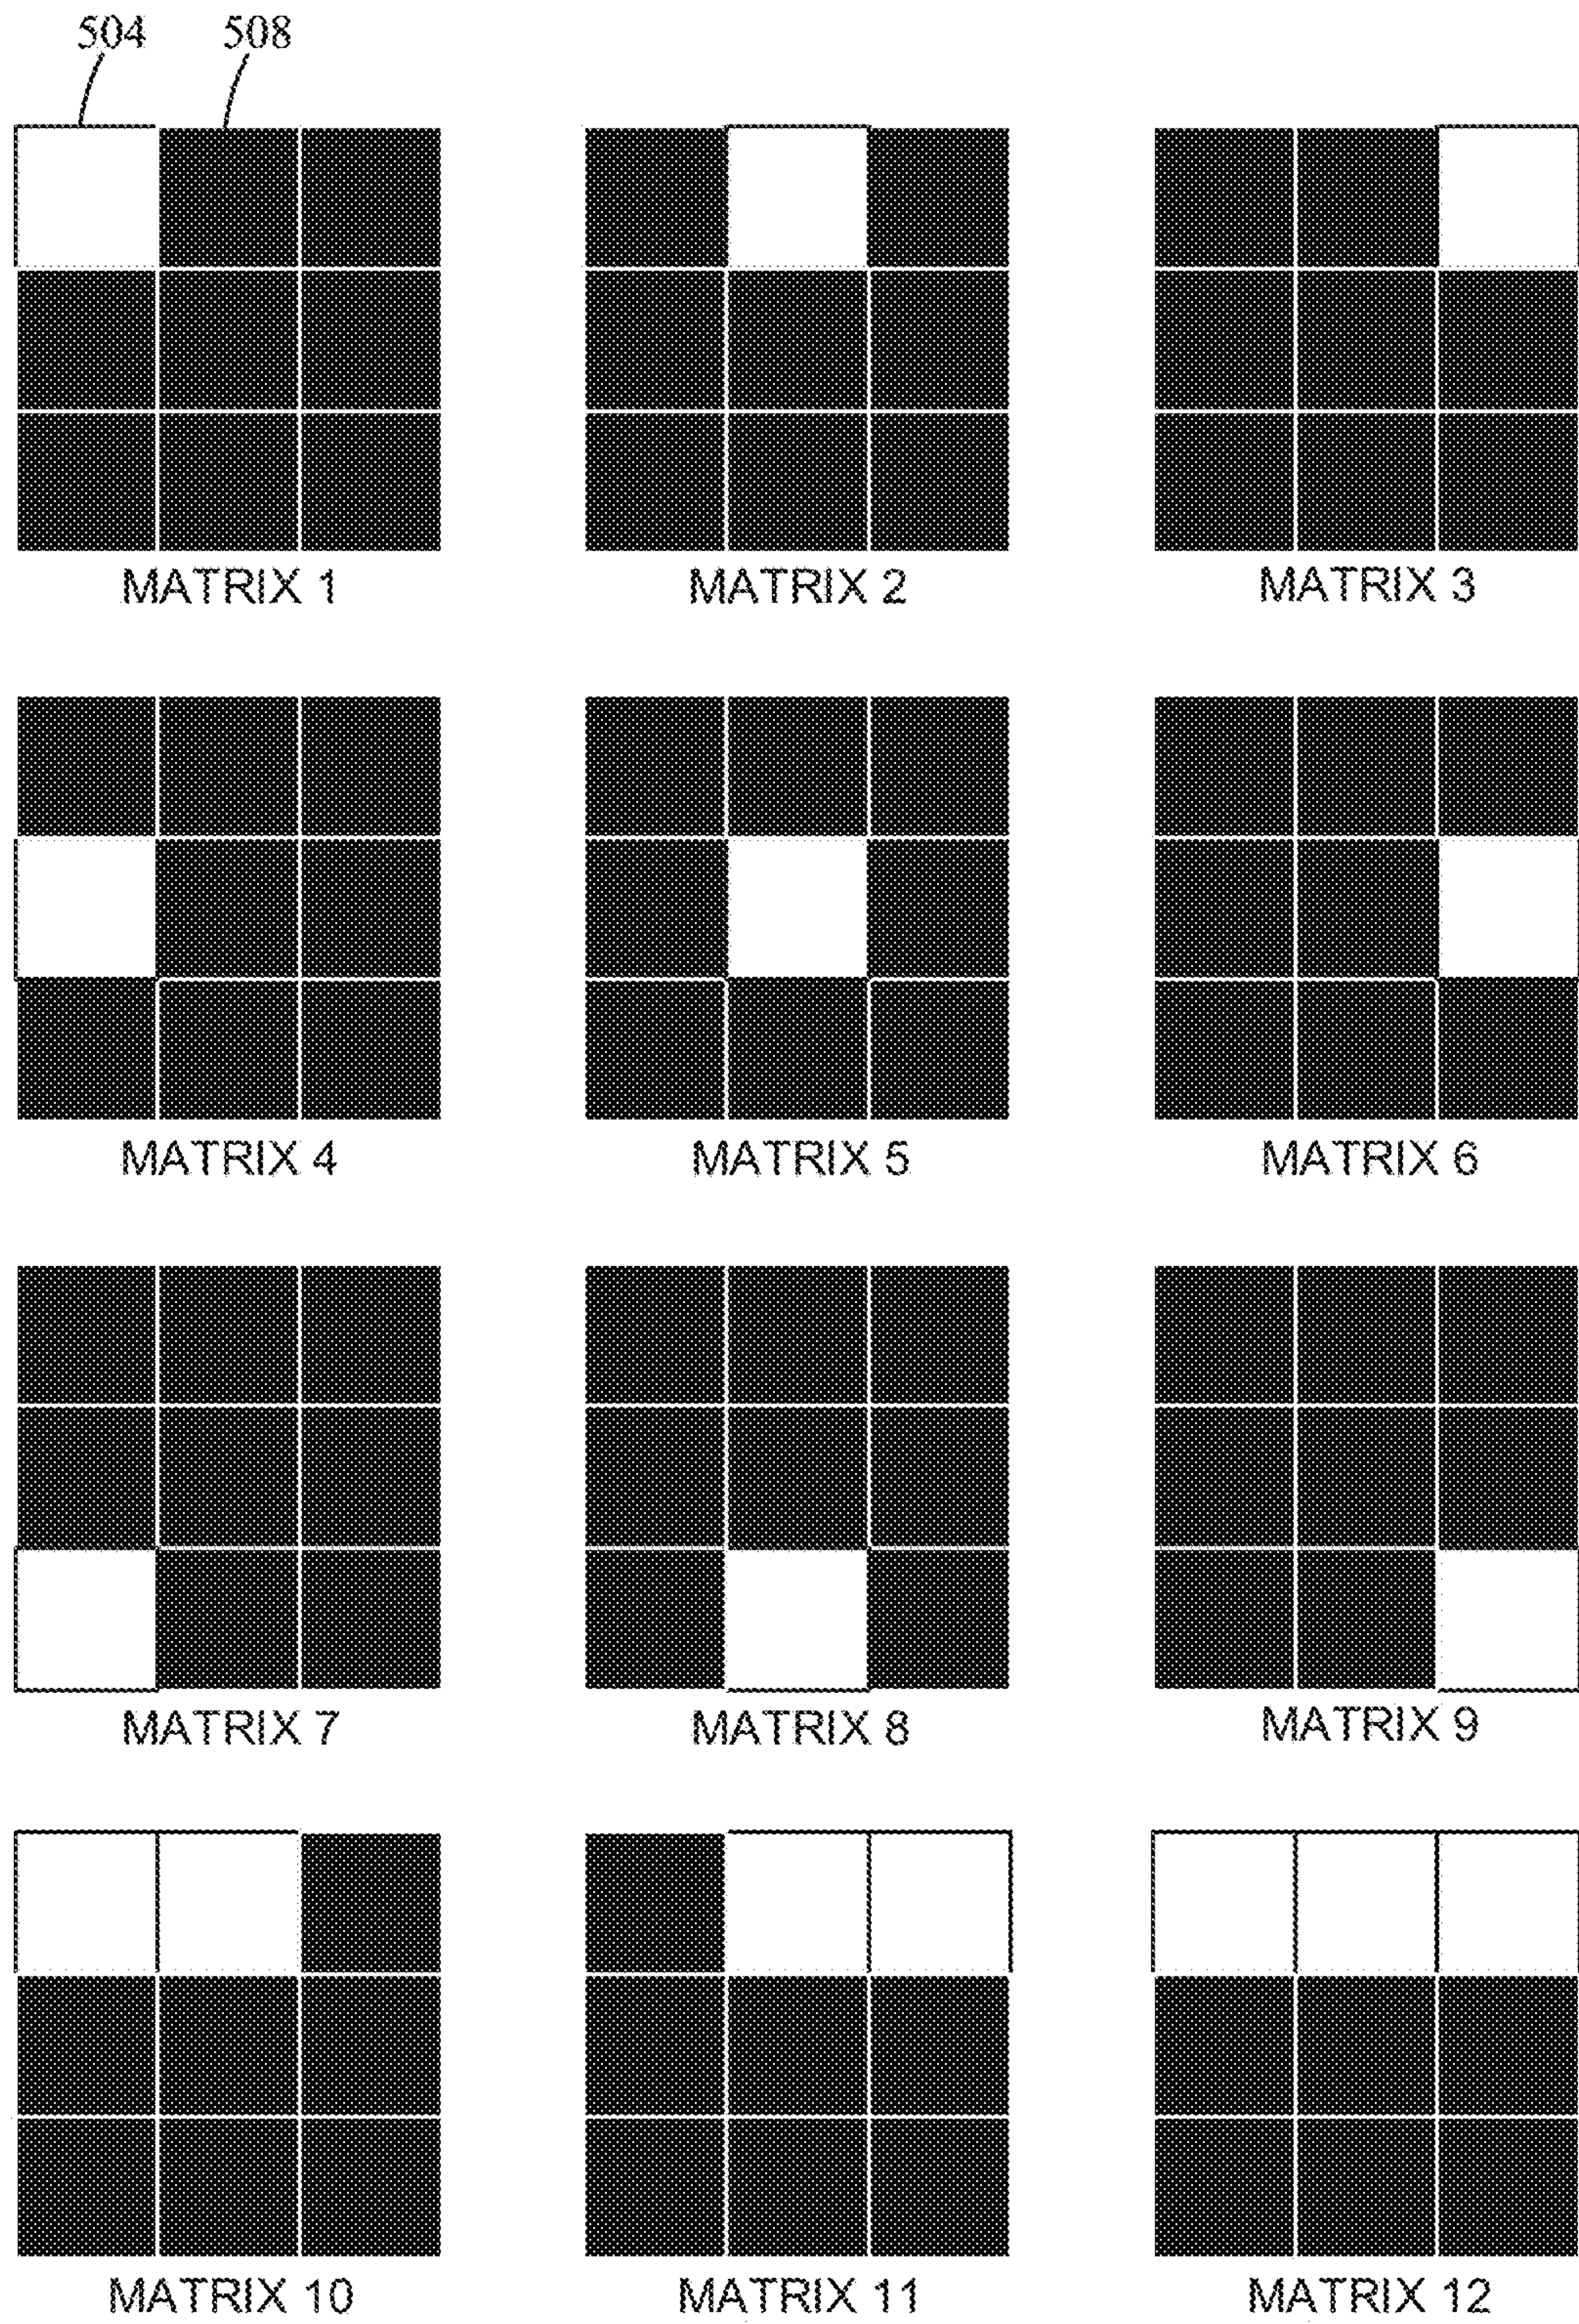 504 508
MATRIX 1 MATRIX 2 MATRIX 3
MATRIX 4 MATRIX 5 MATRIX 6
MATRIX 7 MATRIX 8 MATRIX 9
MATRIX 10 MATRIX 11 MATRIX 12